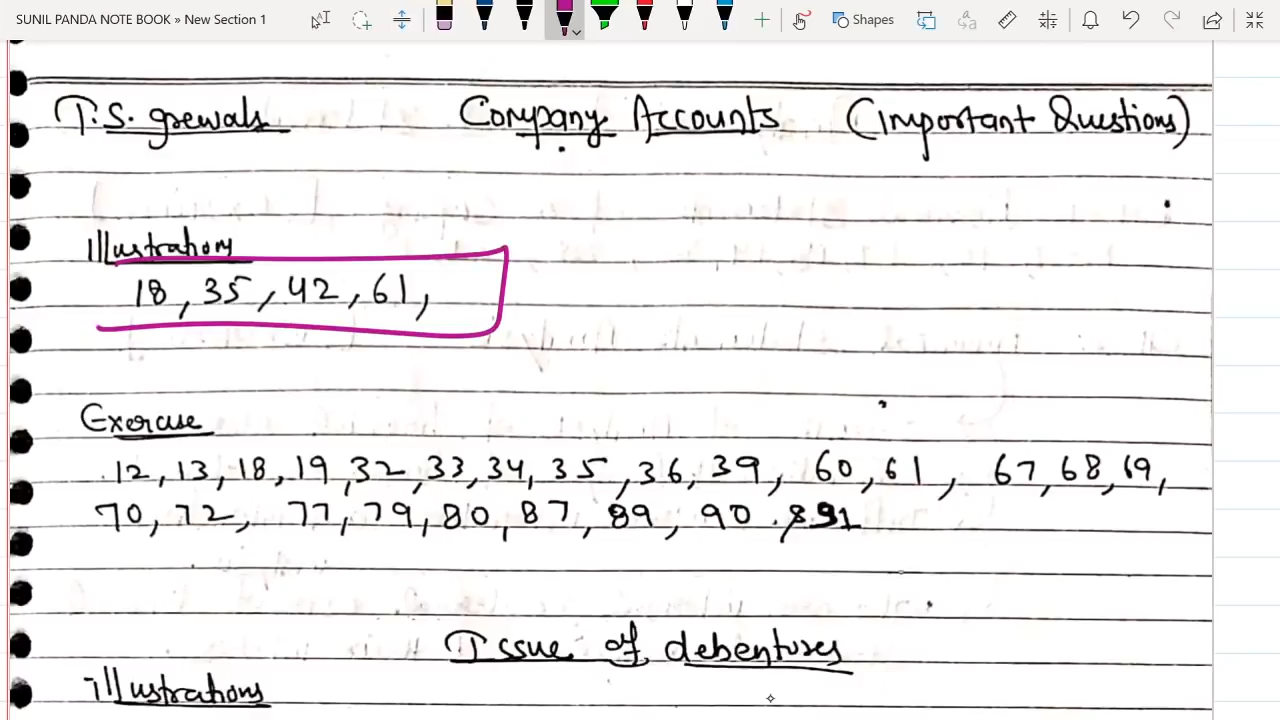 SUNIL PANDA NOTE BOOK » New Section 1
Shapes
T.S. grewals Company Accounts (Important Questions)
Illustrations
18, 35, 42, 61,
Exercise
12, 13, 18, 19, 32, 33, 34, 35, 36, 39, 60, 61, 67, 68, 69,
70, 72, 77, 79, 80, 87, 89, 90, 91
Issue of debentures
Illustrations